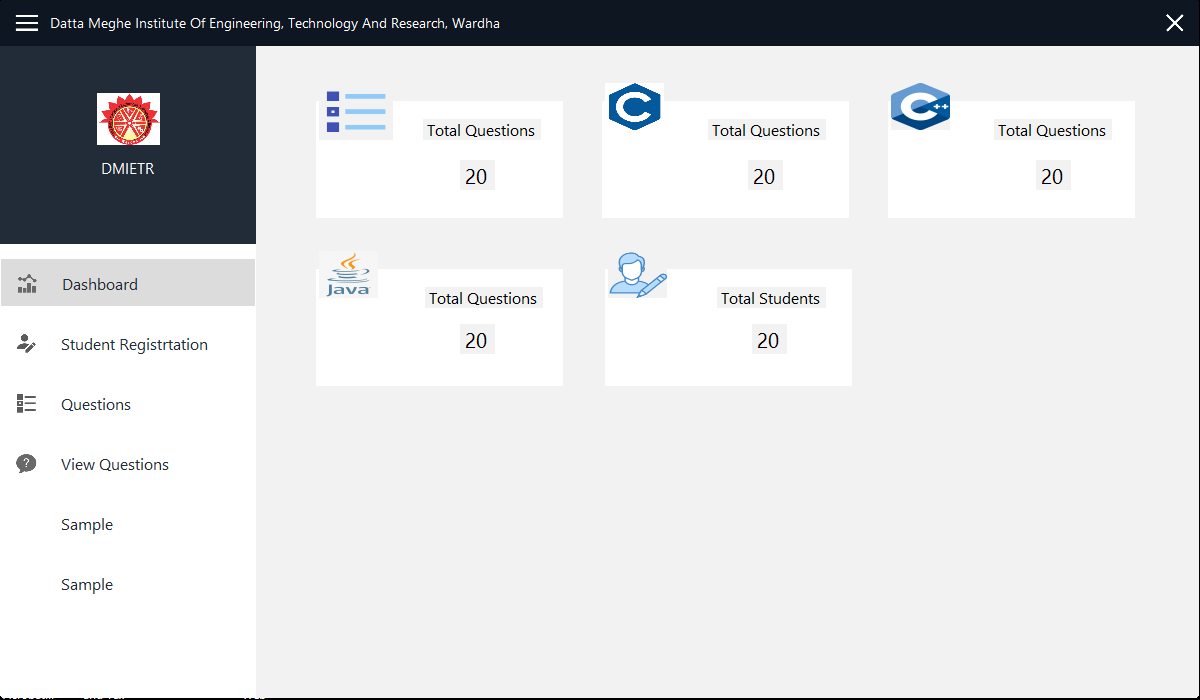 Datta Meghe Institute Of Engineering, Technology And Research, Wardha
DMIETR
Dashboard
Student Registrtation
Questions
View Questions
Sample
Sample
Total Questions
20
C
Total Questions
20
C++
Total Questions
20
Java
Total Questions
20
Total Students
20